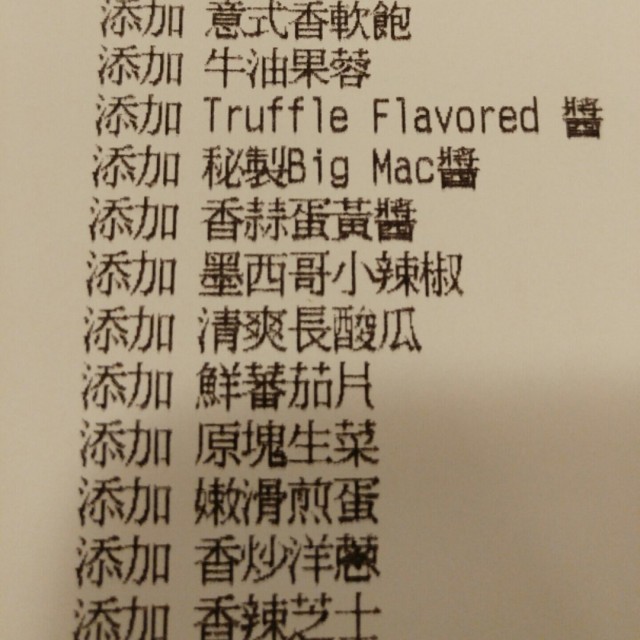 添加 意式香軟飽
添加 牛油果蓉
添加 Truffle Flavored 醬
添加 秘製Big Mac醬
添加 香蒜蛋黃醬
添加 墨西哥小辣椒
添加 清爽長酸瓜
添加 鮮蕃茄片
添加 原塊生菜
添加 嫩滑煎蛋
添加 香炒洋蔥
添加 香辣芝士